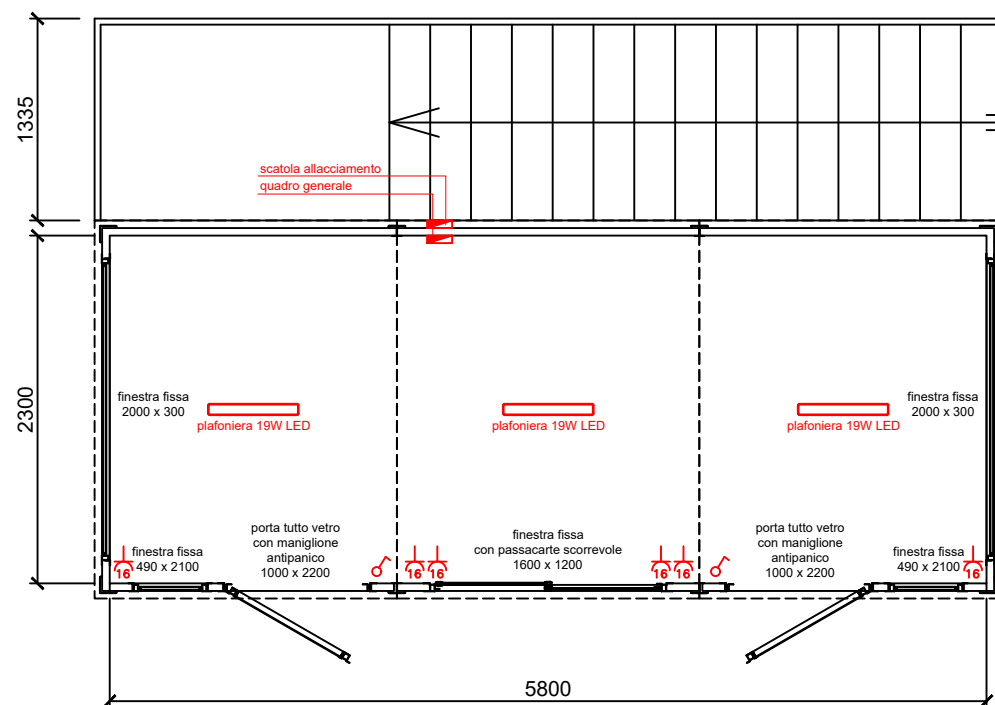 1335
scatola allacciamento
quadro generale
2300
finestra fissa
2000 x 300
plafoniera 19W LED
plafoniera 19W LED
plafoniera 19W LED
finestra fissa
2000 x 300
16
finestra fissa
490 x 2100
porta tutto vetro
con maniglione
antipanico
1000 x 2200
16
16
finestra fissa
con passacarte scorrevole
1600 x 1200
16
16
porta tutto vetro
con maniglione
antipanico
1000 x 2200
finestra fissa
490 x 2100
16
5800